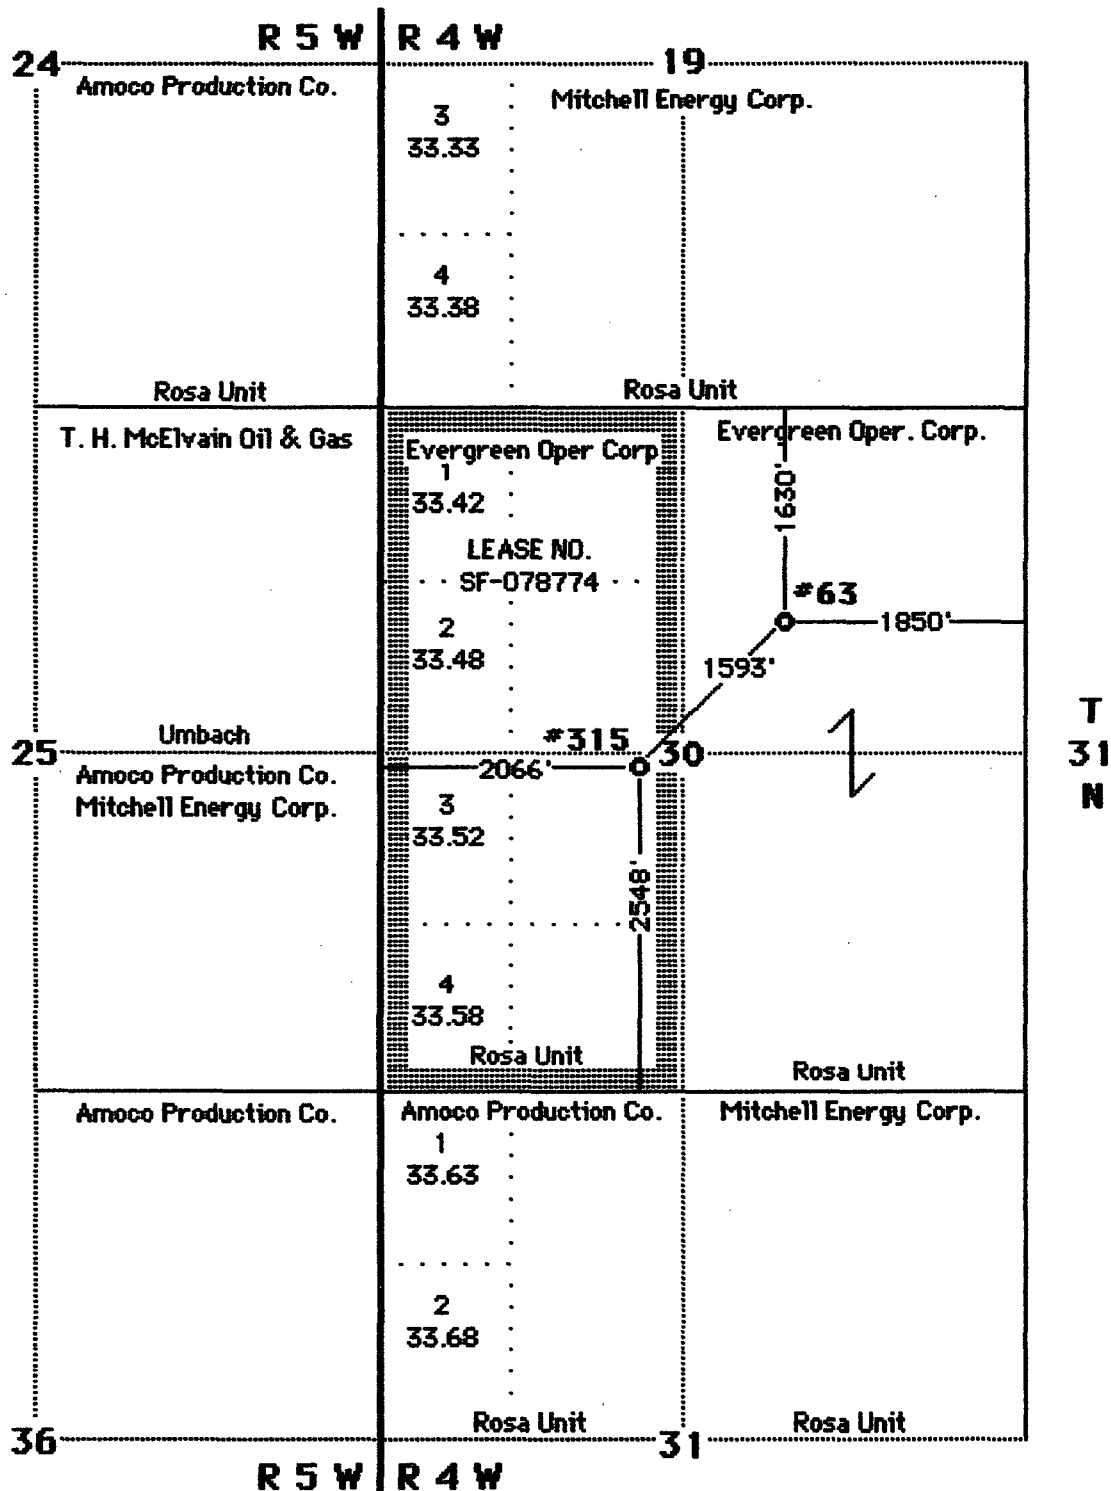 R 5 W R 4 W
24 19
Amoco Production Co.
Mitchell Energy Corp.
3
33.33
4
33.38
Rosa Unit
Rosa Unit
T. H. McElvain Oil & Gas
Evergreen Oper Corp
Evergreen Oper. Corp.
1
33.42
1630'
LEASE NO.
SF-078774
#63
1850'
2
33.48
1593'
T
31
N
Umbach
#315
25 30
2066'
Amoco Production Co.
Mitchell Energy Corp.
3
33.52
2548'
4
33.58
Rosa Unit
Rosa Unit
Amoco Production Co.
Amoco Production Co.
Mitchell Energy Corp.
1
33.63
2
33.68
Rosa Unit
Rosa Unit
36 31
R 5 W R 4 W